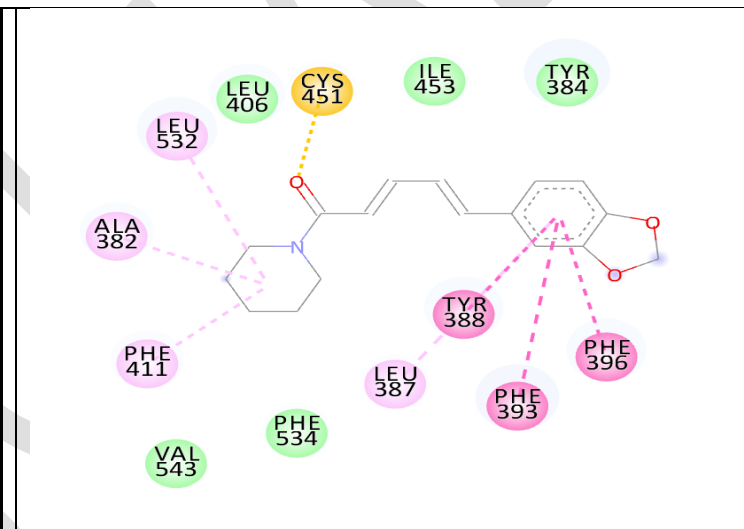 LEU
406
CYS
451
ILE
453
TYR
384
LEU
532
ALA
382
O
N
O
O
TYR
388
PHE
396
PHE
411
LEU
387
PHE
393
PHE
534
VAL
543